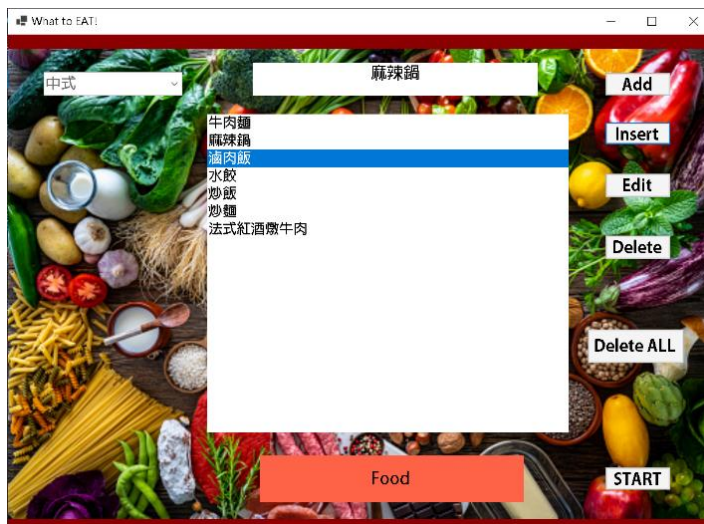 What to EAT!
中式
麻辣鍋
Add
Insert
Edit
Delete
Delete ALL
START
牛肉麵
麻辣鍋
滷肉飯
水餃
炒飯
炒麵
法式紅酒燉牛肉
Food